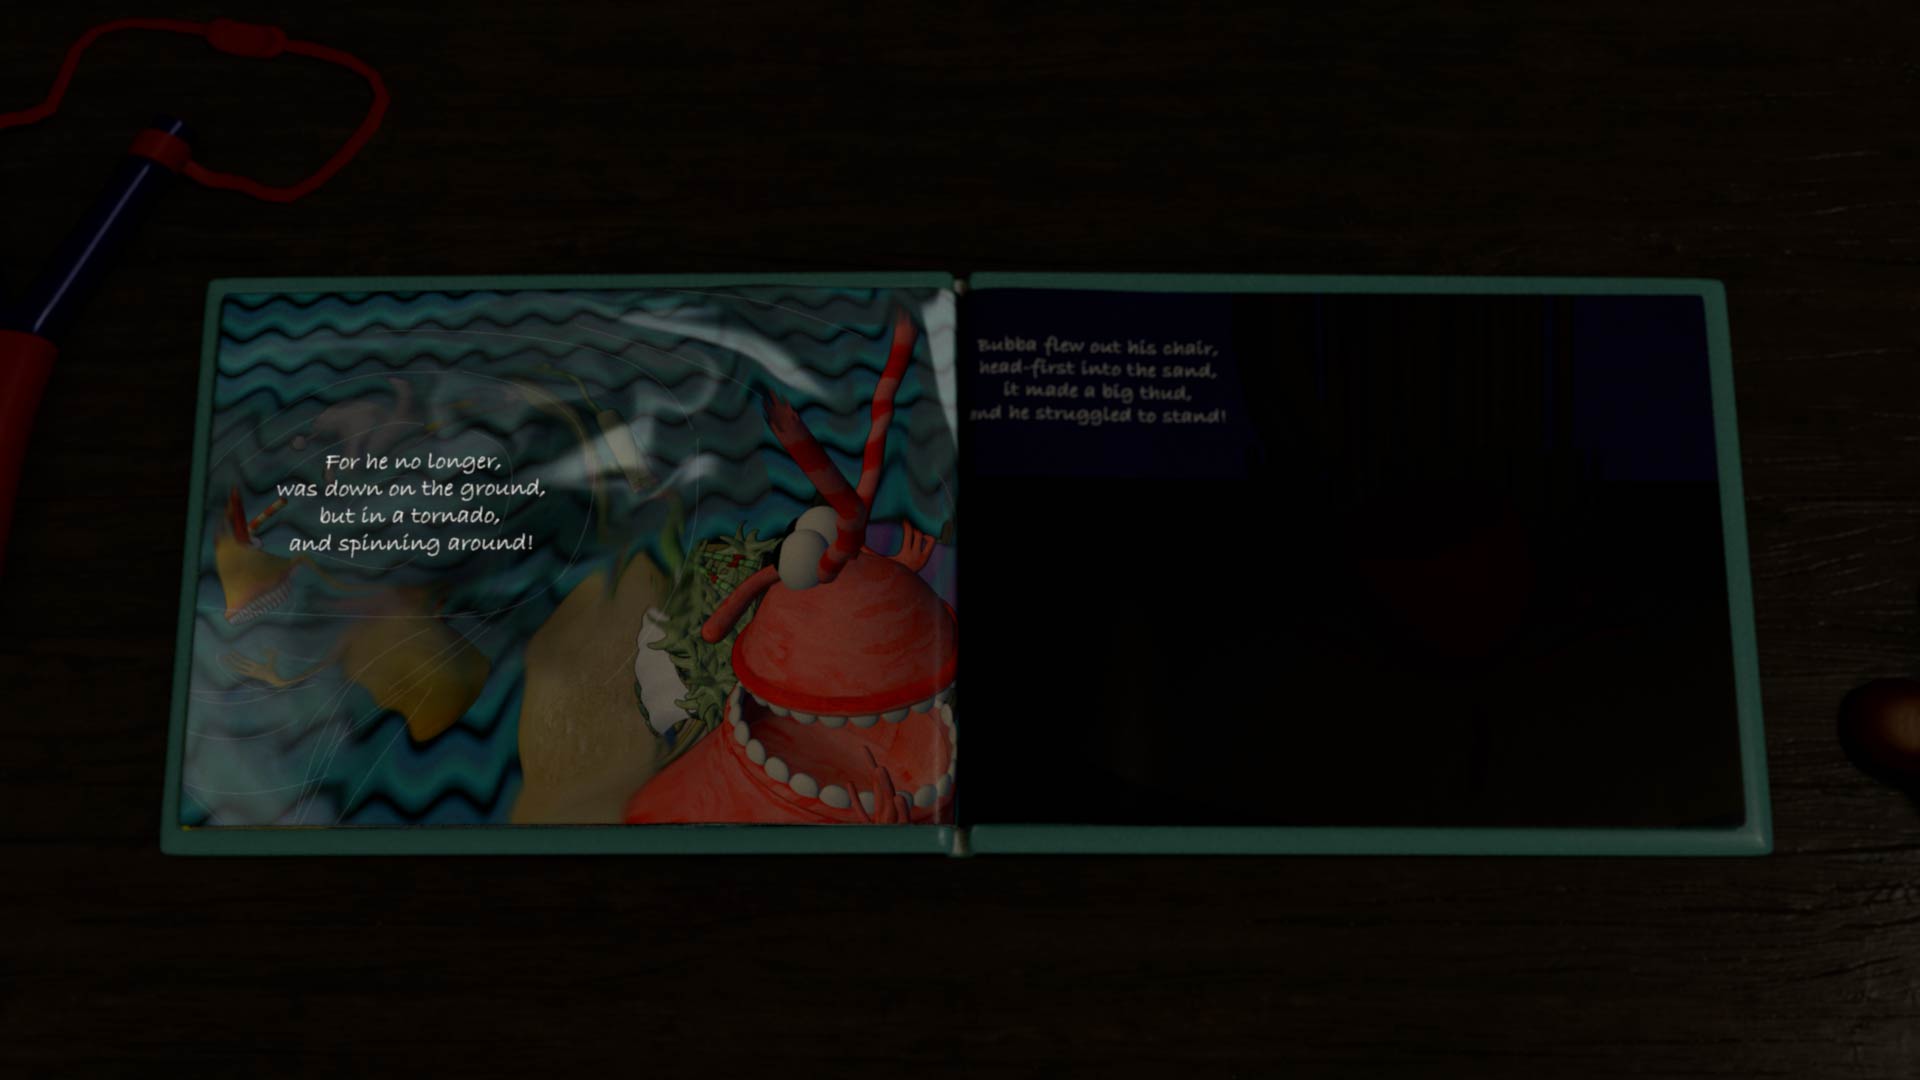 For he no longer,
was down on the ground,
but in a tornado,
and spinning around!
Bubba flew out his chair,
head-first into the sand,
it made a big thud,
and he struggled to stand!